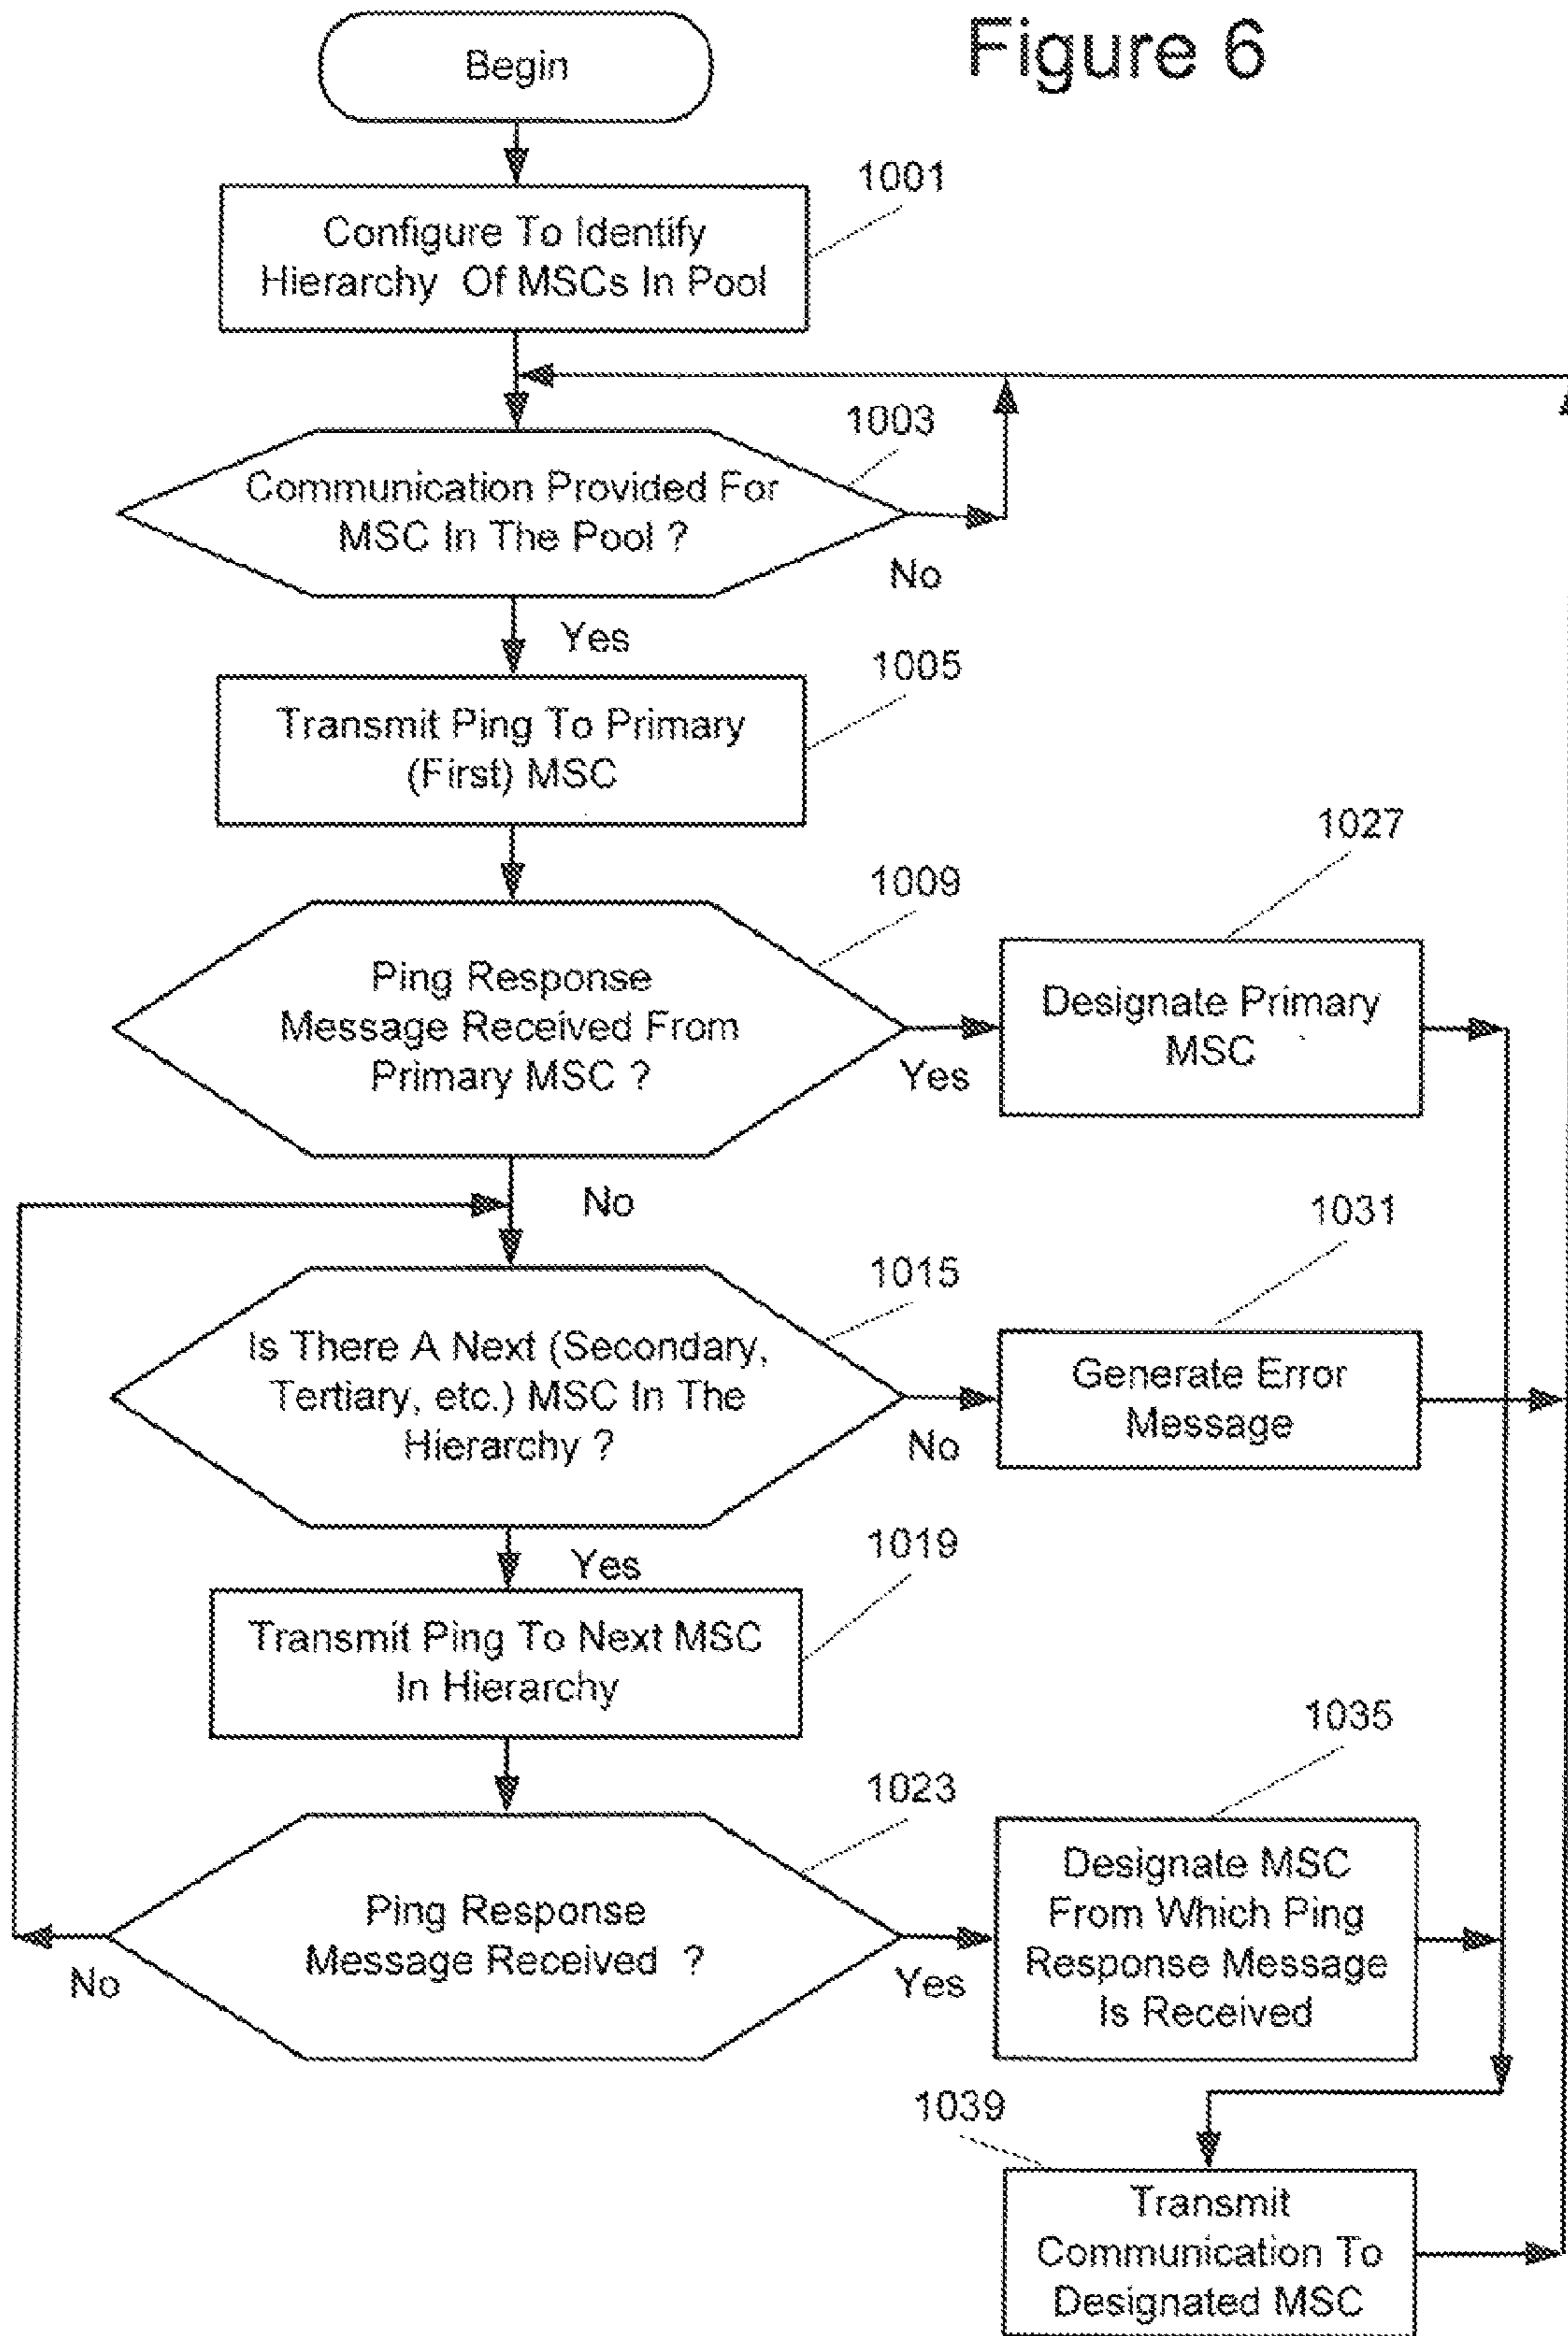 Figure 6
Begin
1001
Configure To Identify
Hierarchy Of MSCs In Pool
1003
Communication Provided For
MSC In The Pool ?
No
Yes
1005
Transmit Ping To Primary
(First) MSC
1027
1009
Ping Response
Message Received From
Primary MSC ?
Yes
Designate Primary
MSC
No
1031
1015
Is There A Next (Secondary,
Tertiary, etc.) MSC In The
Hierarchy ?
No
Generate Error
Message
Yes
1019
Transmit Ping To Next MSC
In Hierarchy
1035
1023
Ping Response
Message Received ?
No
Yes
Designate MSC
From Which Ping
Response Message
Is Received
1039
Transmit
Communication To
Designated MSC